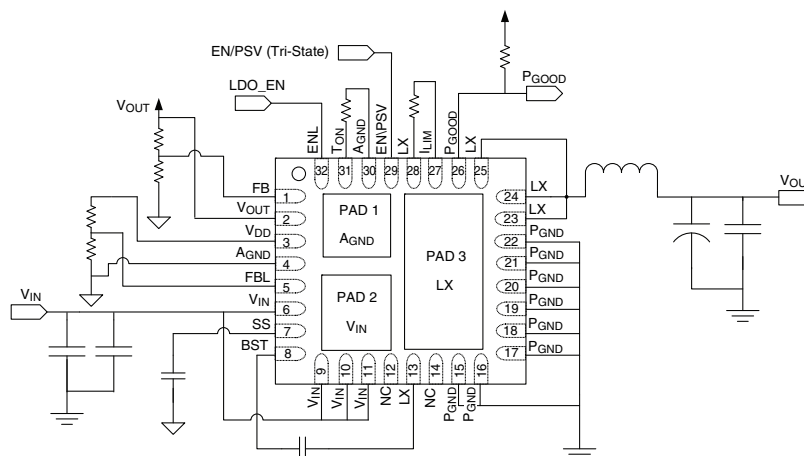 EN/PSV (Tri-State)
PGOOD
LDO_EN
VOUT
ENL
TON
AGND
EN\PSV
LX
ILIM
PGOOD
LX
32
31
30
29
28
27
26
25
FB
1
VOUT
2
VDD
3
AGND
4
FBL
5
VIN
VIN
6
SS
7
BST
8
PAD 1
AGND
PAD 2
VIN
PAD 3
LX
24
LX
23
LX
22
PGND
21
PGND
20
PGND
19
PGND
18
PGND
17
PGND
VOU
9
10
11
12
13
14
15
16
VIN
VIN
VIN
NC
LX
NC
PGND
PGND